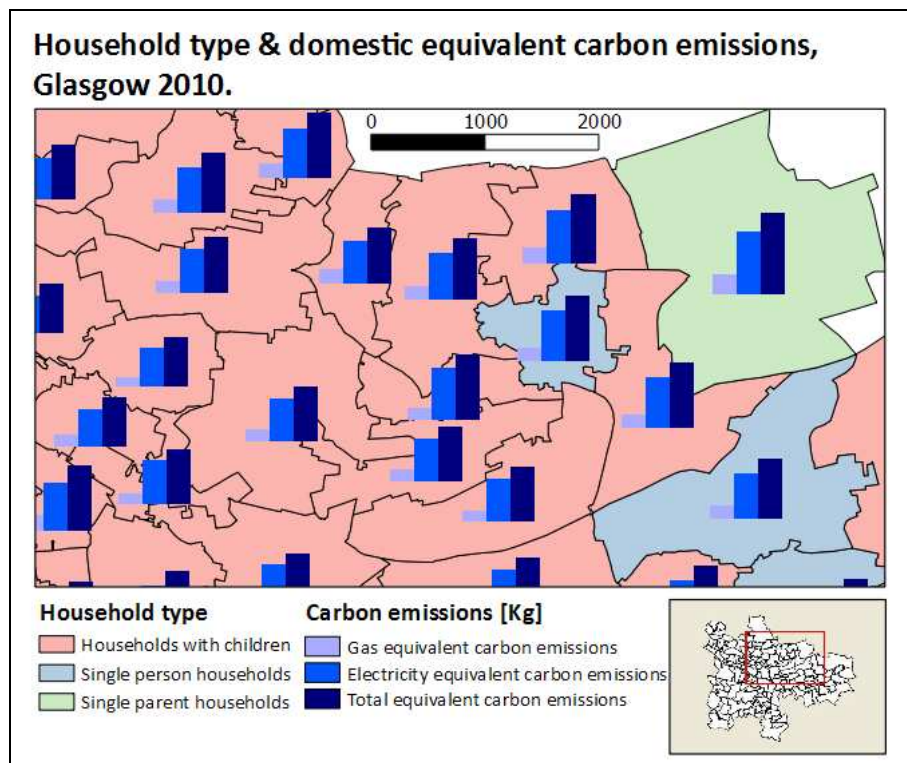 Household type & domestic equivalent carbon emissions,
Glasgow 2010.
0 1000 2000
Household type
Households with children
Single person households
Single parent households
Carbon emissions [Kg]
Gas equivalent carbon emissions
Electricity equivalent carbon emissions
Total equivalent carbon emissions